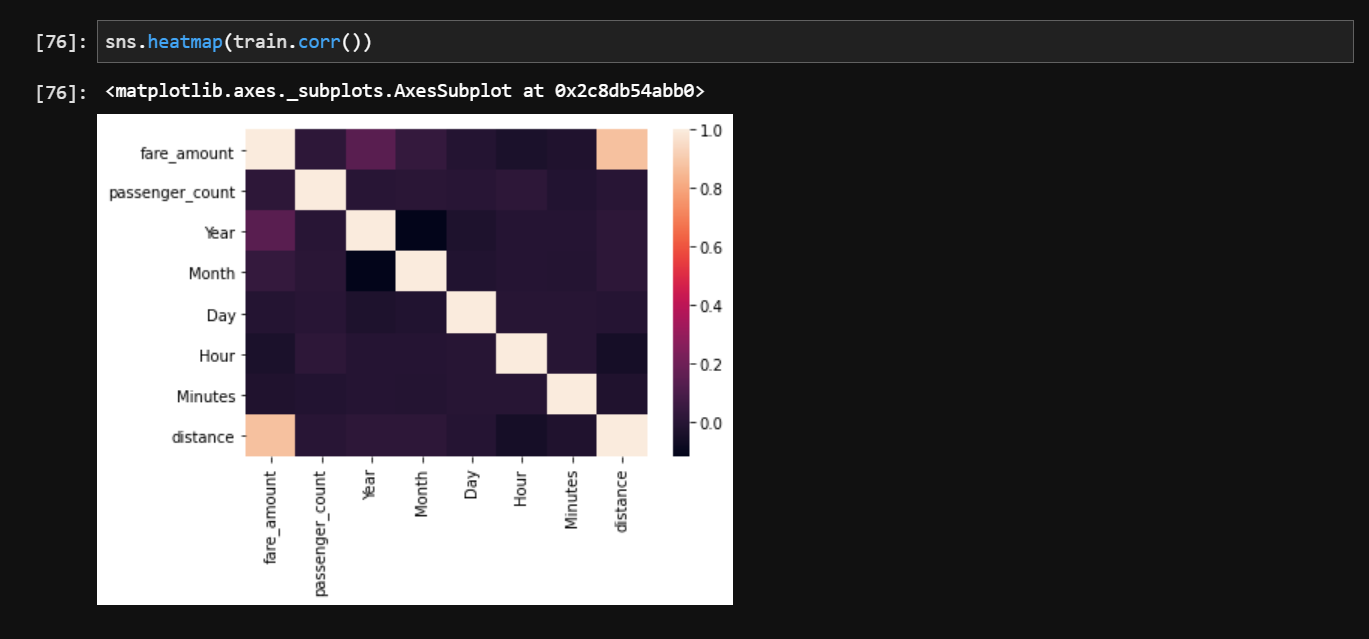 [76]: sns.heatmap(train.corr())
[76]: <matplotlib.axes._subplots.AxesSubplot at 0x2c8db54abb0>
fare_amount
passenger_count
Year
Month
Day
Hour
Minutes
distance
fare_amount
passenger_count
Year
Month
Day
Hour
Minutes
distance
1.0
0.8
0.6
0.4
0.2
0.0